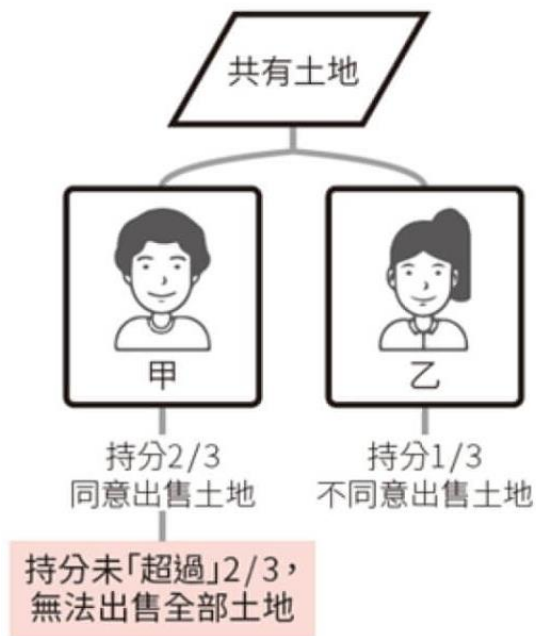 共有土地
甲
乙
持分2/3
同意出售土地
持分1/3
不同意出售土地
持分未「超過」2/3，
無法出售全部土地